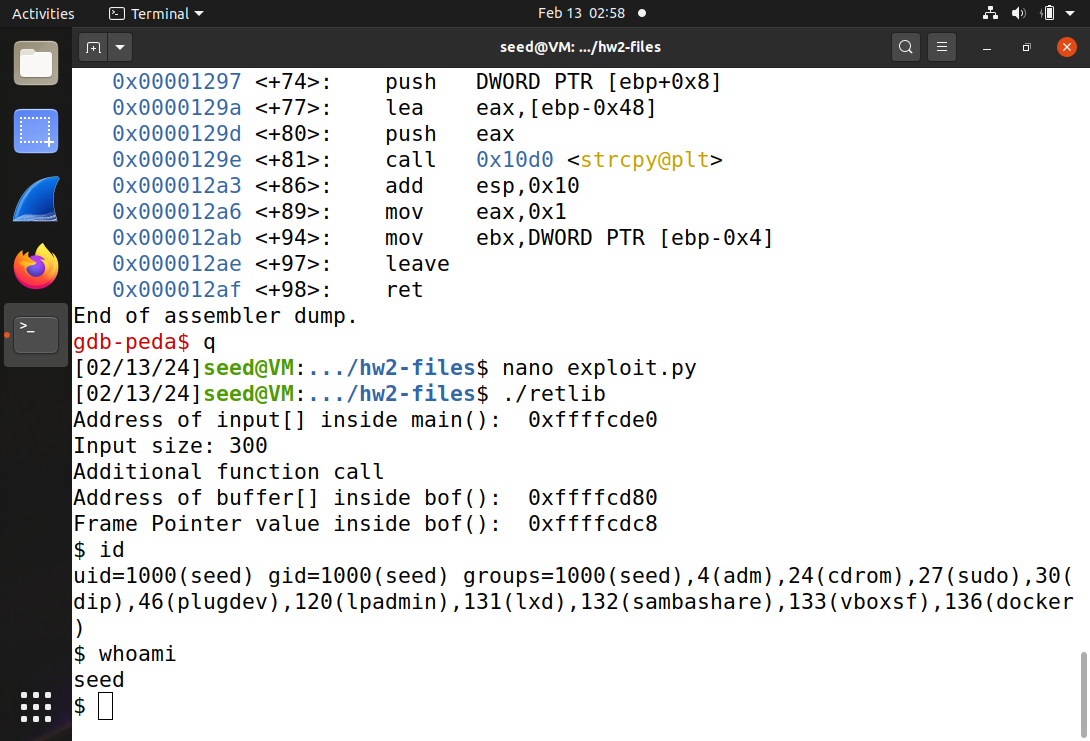 Activities Terminal Feb 13 02:58
seed@VM: .../hw2-files
0x00001297 <+74>: push DWORD PTR [ebp+0x8]
0x0000129a <+77>: lea eax,[ebp-0x48]
0x0000129d <+80>: push eax
0x0000129e <+81>: call 0x10d0 <strcpy@plt>
0x000012a3 <+86>: add esp,0x10
0x000012a6 <+89>: mov eax,0x1
0x000012ab <+94>: mov ebx,DWORD PTR [ebp-0x4]
0x000012ae <+97>: leave
0x000012af <+98>: ret
End of assembler dump.
gdb-peda$ q
[02/13/24]seed@VM:.../hw2-files$ nano exploit.py
[02/13/24]seed@VM:.../hw2-files$ ./retlib
Address of input[] inside main():  0xffffcde0
Input size: 300
Additional function call
Address of buffer[] inside bof():  0xffffcd80
Frame Pointer value inside bof():  0xffffcdc8
$ id
uid=1000(seed) gid=1000(seed) groups=1000(seed),4(adm),24(cdrom),27(sudo),30(
dip),46(plugdev),120(lpadmin),131(lxd),132(sambashare),133(vboxsf),136(docker
)
$ whoami
seed
$